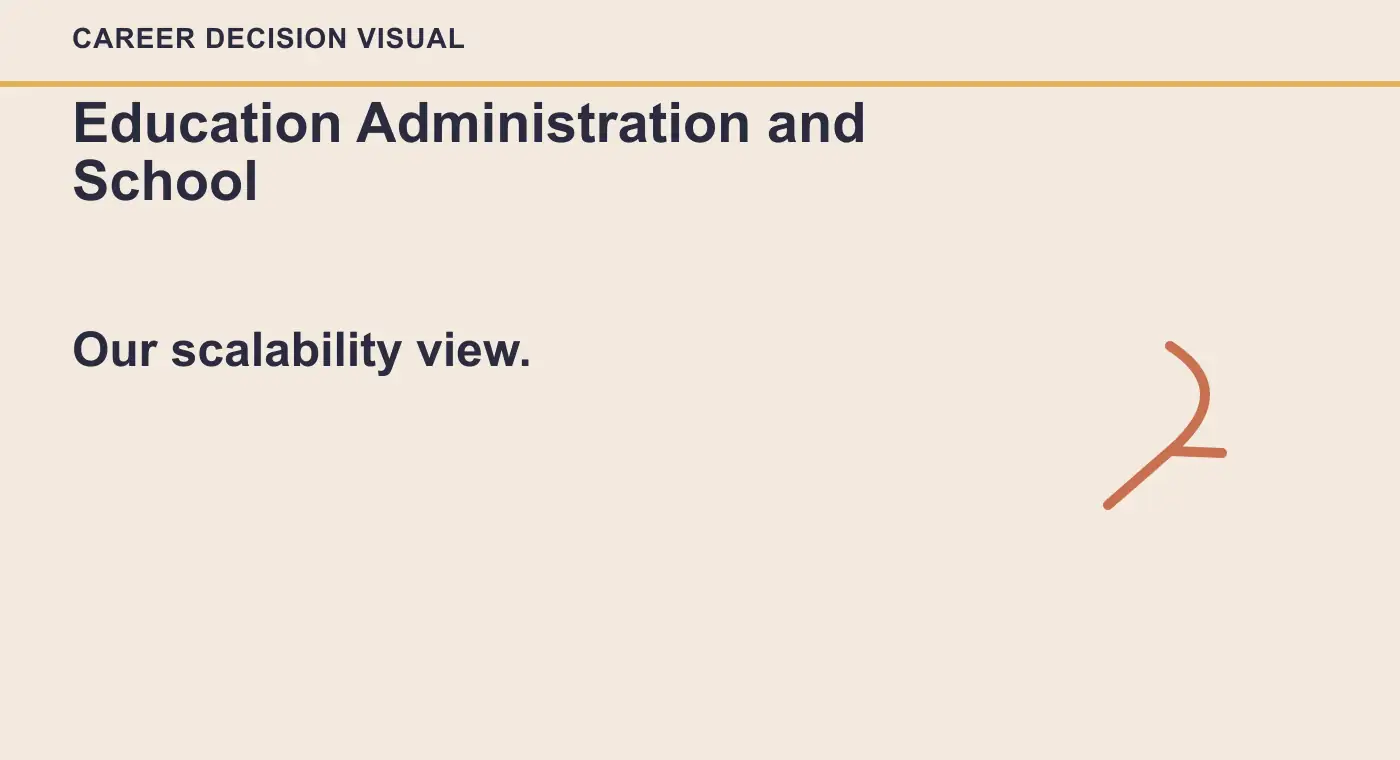 CAREER DECISION VISUAL
Education Administration and
School
Our scalability view.